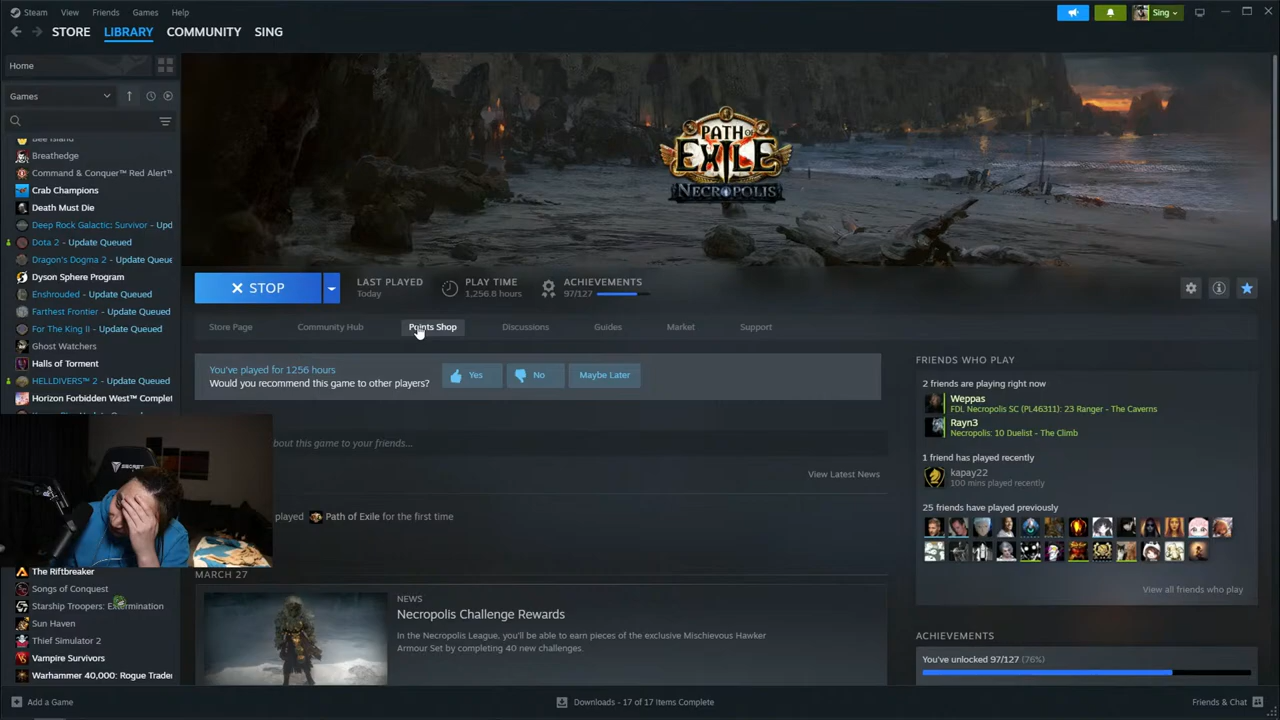 Steam View Friends Games Help
Sing
STORE LIBRARY COMMUNITY SING
Home
Games
Breathedge
Command & Conquer™ Red Alert™
Crab Champions
Death Must Die
Deep Rock Galactic: Survivor - Upd
Dota 2 - Update Queued
Dragon's Dogma 2 - Update Queue
Dyson Sphere Program
Enshrouded - Update Queued
Farthest Frontier - Update Queued
For The King II - Update Queued
Ghost Watchers
Halls of Torment
HELLDIVERS™ 2 - Update Queued
Horizon Forbidden West™ Complet
SECRET
The Riftbreaker
Songs of Conquest
Starship Troopers: Extermination
Sun Haven
Thief Simulator 2
Vampire Survivors
Warhammer 40,000: Rogue Trader
PATH OF
EXILE
NECROPOLIS
STOP
LAST PLAYED
Today
PLAY TIME
1,256.8 hours
ACHIEVEMENTS
97/127
Store Page Community Hub Points Shop Discussions Guides Market Support
You've played for 1256 hours
Would you recommend this game to other players?
Yes No Maybe Later
about this game to your friends...
View Latest News
played Path of Exile for the first time
MARCH 27
NEWS
Necropolis Challenge Rewards
In the Necropolis League, you'll be able to earn pieces of the exclusive Mischievous Hawker
Armour Set by completing 40 new challenges.
FRIENDS WHO PLAY
2 friends are playing right now
Weppas
FDL Necropolis SC (PL46311): 23 Ranger - The Caverns
Rayn3
Necropolis: 10 Duelist - The Climb
1 friend has played recently
kapay22
100 mins played recently
25 friends have played previously
View all friends who play
ACHIEVEMENTS
You've unlocked 97/127 (76%)
Add a Game
Downloads - 17 of 17 Items Complete
Friends & Chat